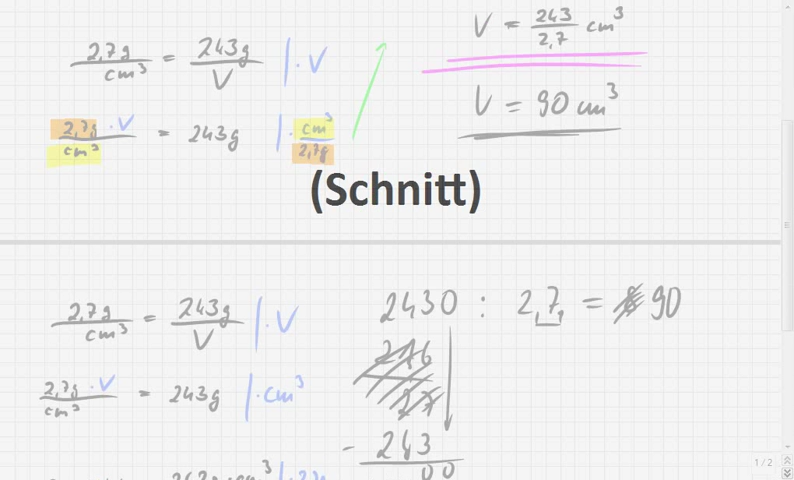 2,7g/cm³ = 243g/V |·V
2,7g·V/cm³ = 243g |·cm³/2,7g
V = 243/2,7 cm³
V = 90 cm³
(Schnitt)
2,7g/cm³ = 243g/V |·V
2,7g·V/cm³ = 243g |·cm³
2430 : 2,7, = 90
- 243
00
1/2